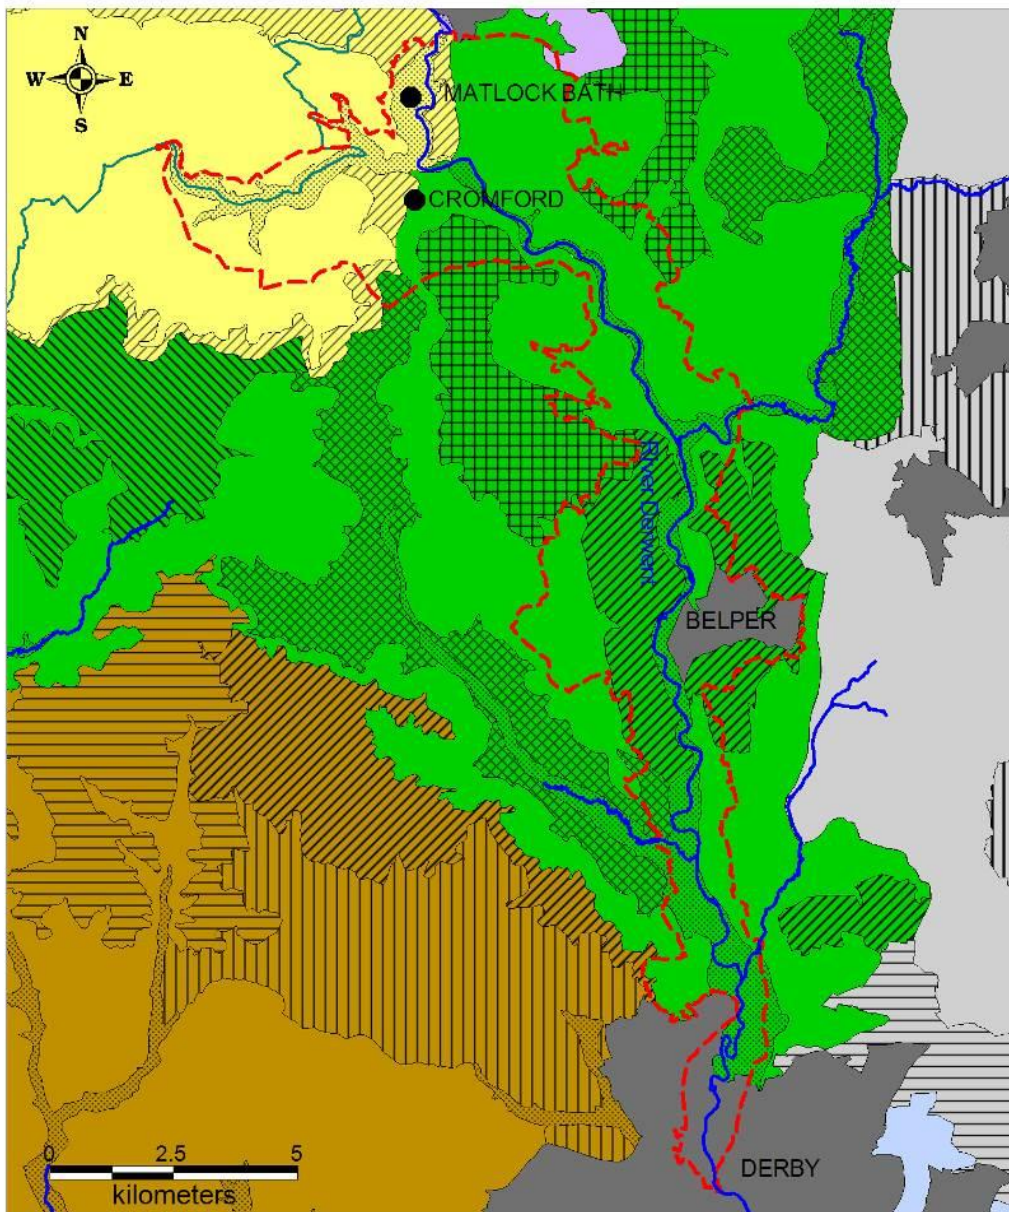 N
W E
S
MATLOCK BATH
CROMFORD
River Derwent
BELPER
DERBY
0 2.5 5
kilometers